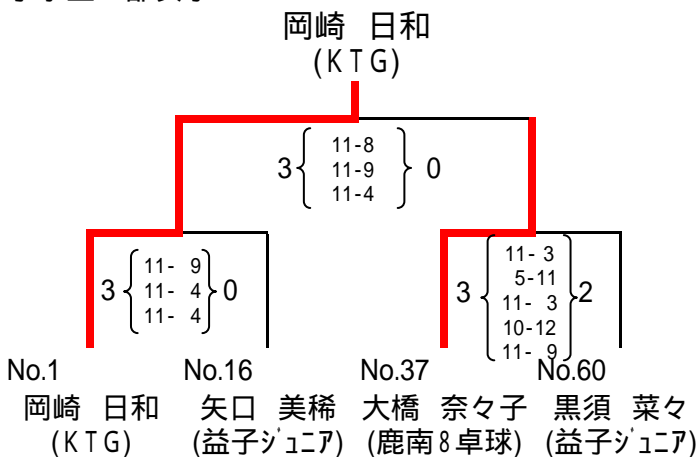 岡崎 日和
(KTG)
11-8
3 11-9 0
11-4
11- 9
3 11- 4 0
11- 4
11- 3
5-11
3 11- 3 2
10-12
11- 9
No.1 No.16 No.37 No.60
岡崎 日和 矢口 美稀 大橋 奈々子 黒須 菜々
(KTG) (益子ｼﾞｭﾆｱ) (鹿南8卓球) (益子ｼﾞｭﾆｱ)